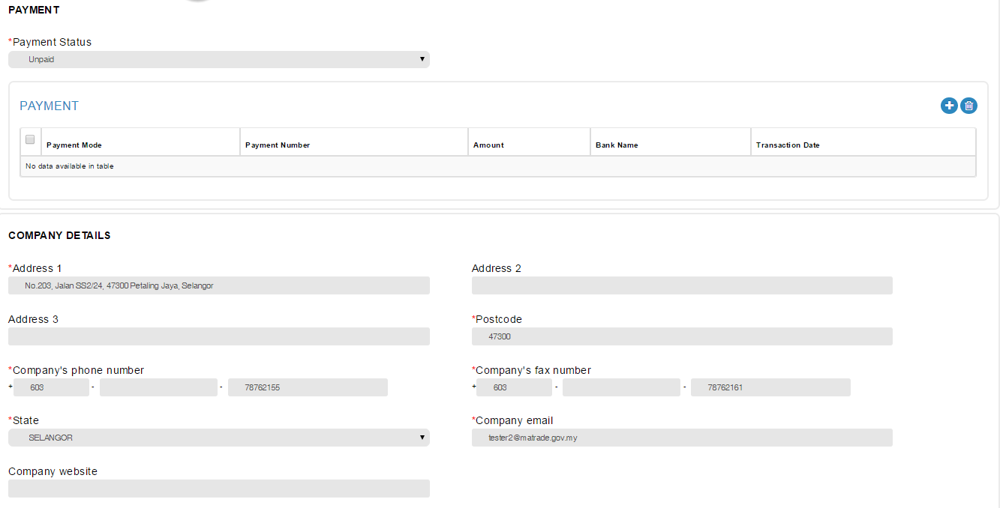 PAYMENT
*Payment Status
Unpaid
PAYMENT
Payment Mode Payment Number Amount Bank Name Transaction Date
No data available in table
COMPANY DETAILS
*Address 1 Address 2
No.203, Jalan SS2/24, 47300 Petaling Jaya, Selangor
Address 3 *Postcode
47300
*Company's phone number *Company's fax number
+ 603 - - 78762155 + 603 - - 78762161
*State *Company email
SELANGOR tester2@matrade.gov.my
Company website